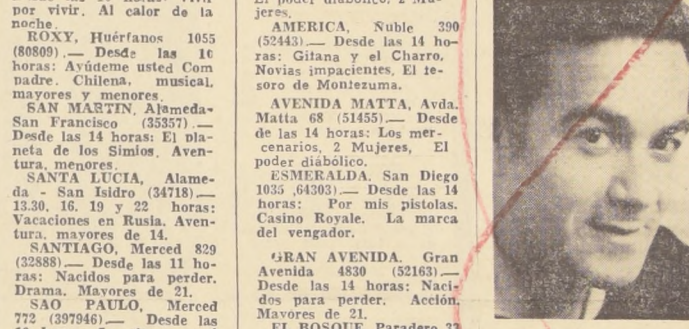 por vivir. Al calor de la
noche.
ROXY, Huérfanos 1055
(80809).— Desde las 10
horas: Ayúdeme usted Com
padre. Chilena, musical,
mayores y menores.
SAN MARTIN, Alameda-
San Francisco (35357).—
Desde las 14 horas: El pla-
neta de los Simios. Aven-
tura, menores.
SANTA LUCIA, Alame-
da - San Isidro (34718).—
13.30, 16, 19 y 22 horas:
Vacaciones en Rusia. Aven-
tura, mayores de 14.
SANTIAGO, Merced 829
(32888).— Desde las 11 ho-
ras: Nacidos para perder.
Drama. Mayores de 21.
SAO PAULO, Merced
772 (397946).— Desde las
El poder diabólico, 2 Mu-
jeres.
AMERICA, Ñuble 390
(52443).— Desde las 14 ho-
ras: Gitana y el Charro,
Novias impacientes, El te-
soro de Montezuma.
AVENIDA MATTA, Avda.
Matta 68 (51455).— Desde
de las 14 horas: Los mer-
cenarios, 2 Mujeres, El
poder diábólico.
ESMERALDA. San Diego
1035 ,64303).— Desde las 14
horas: Por mis pistolas.
Casino Royale. La marca
del vengador.
GRAN AVENIDA. Gran
Avenida 4830 (52163).—
Desde las 14 horas: Naci-
dos para perder. Acción.
Mayores de 21.
EL BOSQUE, Paradero 33